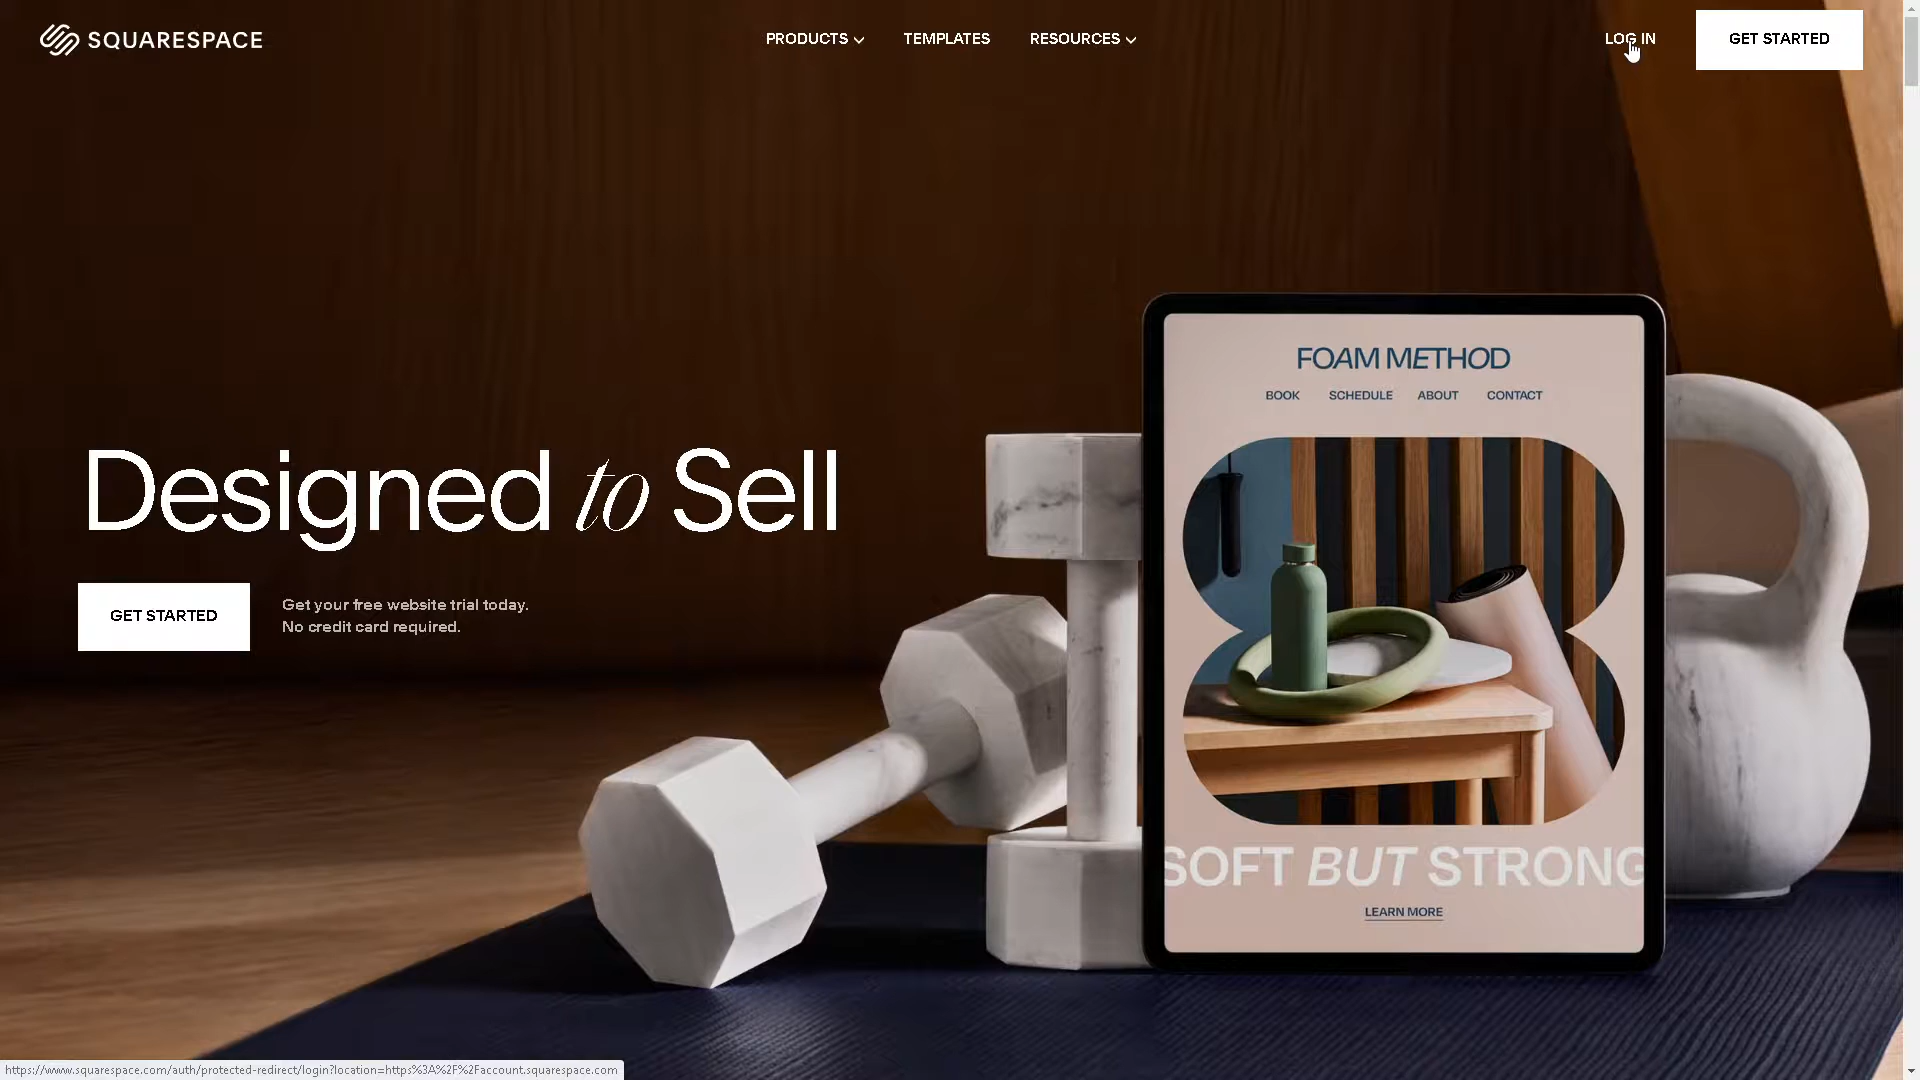 SQUARESPACE
PRODUCTS
TEMPLATES
RESOURCES
LOG IN
GET STARTED
FOAM METHOD
BOOK
SCHEDULE
ABOUT
CONTACT
Designed to Sell
GET STARTED
Get your free website trial today.
No credit card required.
SOFT BUT STRONG
LEARN MORE
https://www.squarespace.com/auth/protected-redirect/login?location=https%3A%2F%2Faccount.squarespace.com